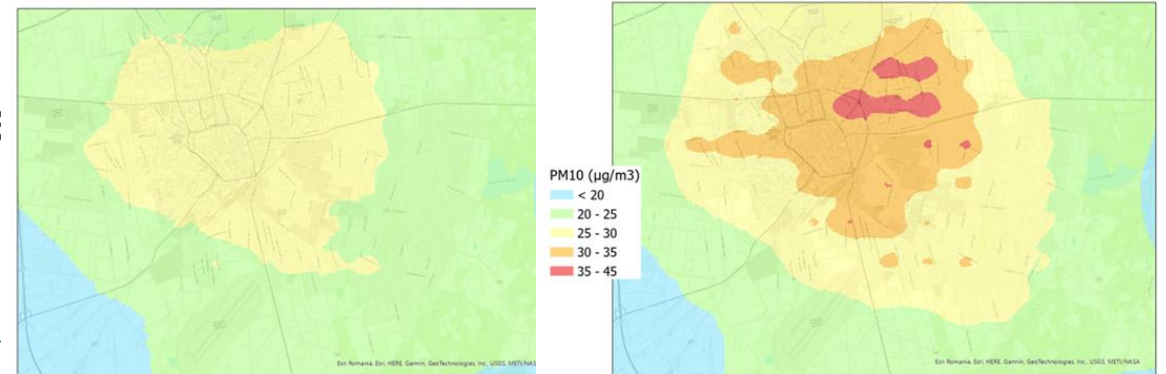 PM10 (µg/m3)
< 20
20 - 25
25 - 30
30 - 35
35 - 45
Esri Romania, Esri, HERE, Garmin, GeoTechnologies, Inc., USGS, METI/NAS
Esri Romania, Esri, HERE, Garmin, GeoTechnologies, Inc., USGS, METI/NASA